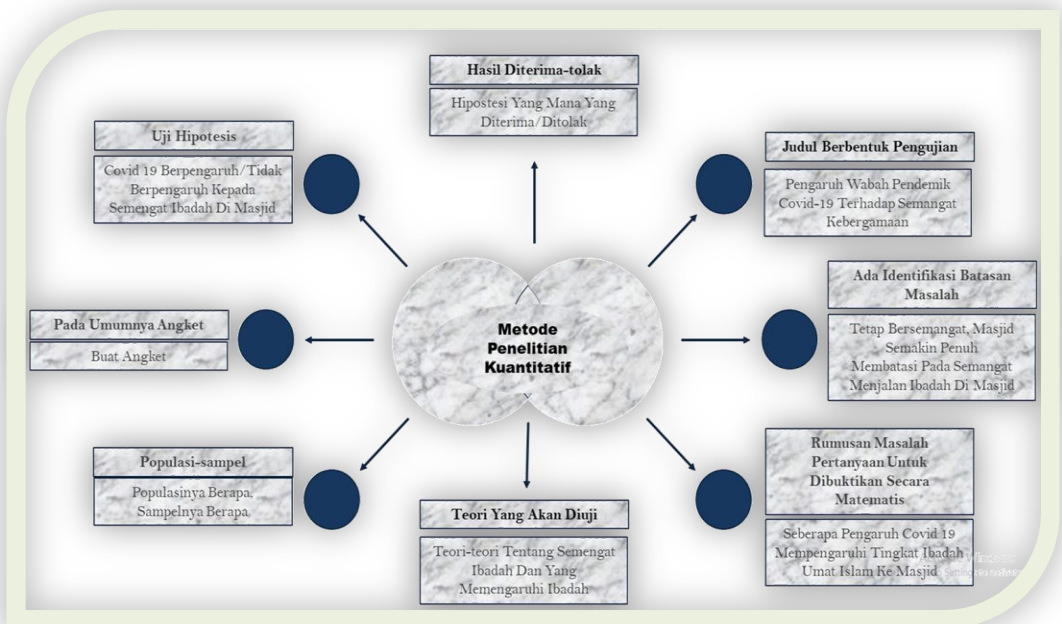 Hasil Diterima-tolak
Hipostesi Yang Mana Yang
Diterima/Ditolak
Uji Hipotesis
Covid 19 Berpengaruh/Tidak
Berpengaruh Kepada
Semengat Ibadah Di Masjid
Judul Berbentuk Pengujian
Pengaruh Wabah Pendemik
Covid-19 Terhadap Semangat
Kebergamaan
Ada Identifikasi Batasan
Masalah
Tetap Bersemangat, Masjid
Semakin Penuh
Membatasi Pada Semangat
Menjalan Ibadah Di Masjid
Pada Umumnya Angket
Buat Angket
Metode
Penelitian
Kuantitatif
Populasi-sampel
Populasinya Berapa,
Sampelnya Berapa,
Teori Yang Akan Diuji
Teori-teori Tentang Semengat
Ibadah Dan Yang
Memengaruhi Ibadah
Rumusan Masalah
Pertanyaan Untuk
Dibuktikan Secara
Matematis
Seberapa Pengaruh Covid 19
Mempengaruhi Tingkat Ibadah
Umat Islam Ke Masjid